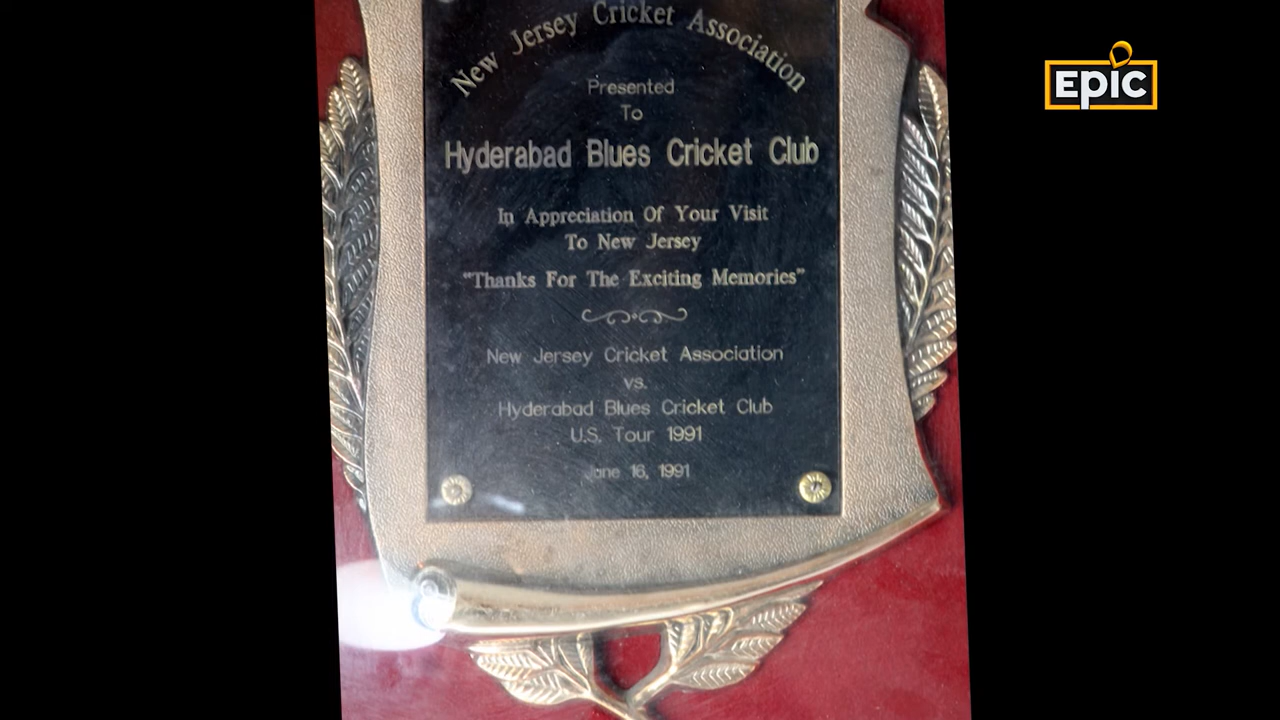 New Jersey Cricket Association
Presented
To
Hyderabad Blues Cricket Club
In Appreciation Of Your Visit
To New Jersey
"Thanks For The Exciting Memories"
New Jersey Cricket Association
vs.
Hyderabad Blues Cricket Club
U.S. Tour 1991
June 16, 1991
EPIC